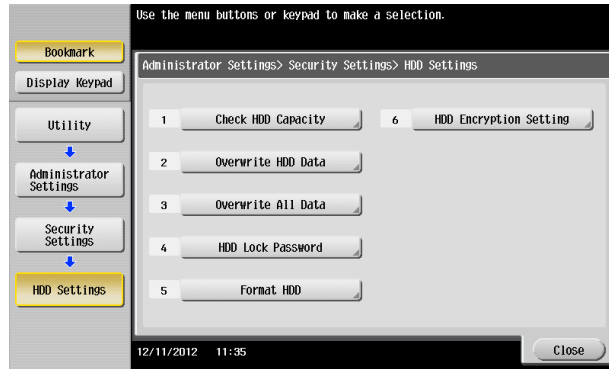 Use the menu buttons or keypad to make a selection.
Bookmark
Display Keypad
Utility
Administrator
Settings
Security
Settings
HDD Settings
Administrator Settings> Security Settings> HDD Settings
1 Check HDD Capacity
6 HDD Encryption Setting
2 Overwrite HDD Data
3 Overwrite All Data
4 HDD Lock Password
5 Format HDD
12/11/2012 11:35
Close